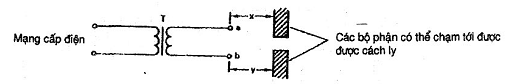 T
a
x
Mạng cấp điện
Các bộ phận có thể chạm tới được
được cách ly
b
y